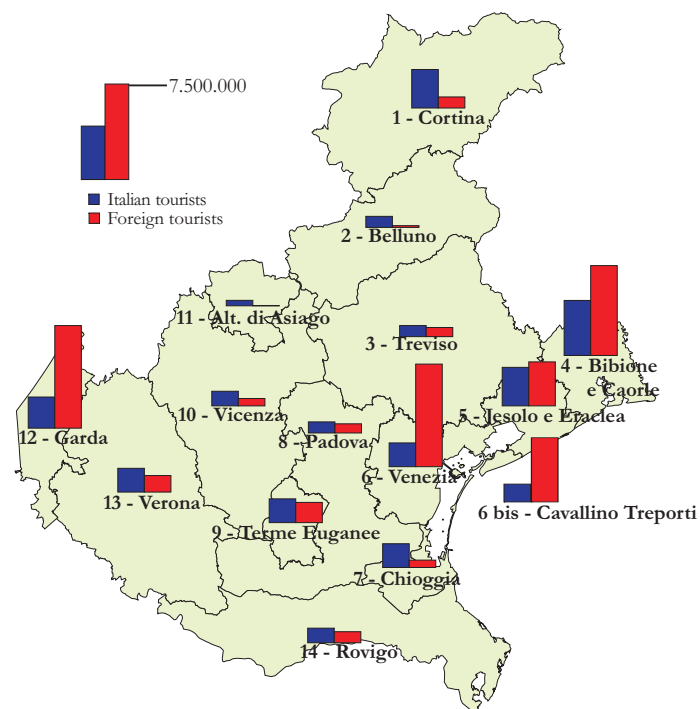 7.500.000
Italian tourists
Foreign tourists
1 - Cortina
2 - Belluno
11 - Alt. di Asiago
3 - Treviso
4 - Bibione
e Caorle
5 - Jesolo e Eraclea
10 - Vicenza
8 - Padova
12 - Garda
6 - Venezia
13 - Verona
6 bis - Cavallino Treporti
9 - Terme Euganee
7 - Chioggia
14 - Rovigo